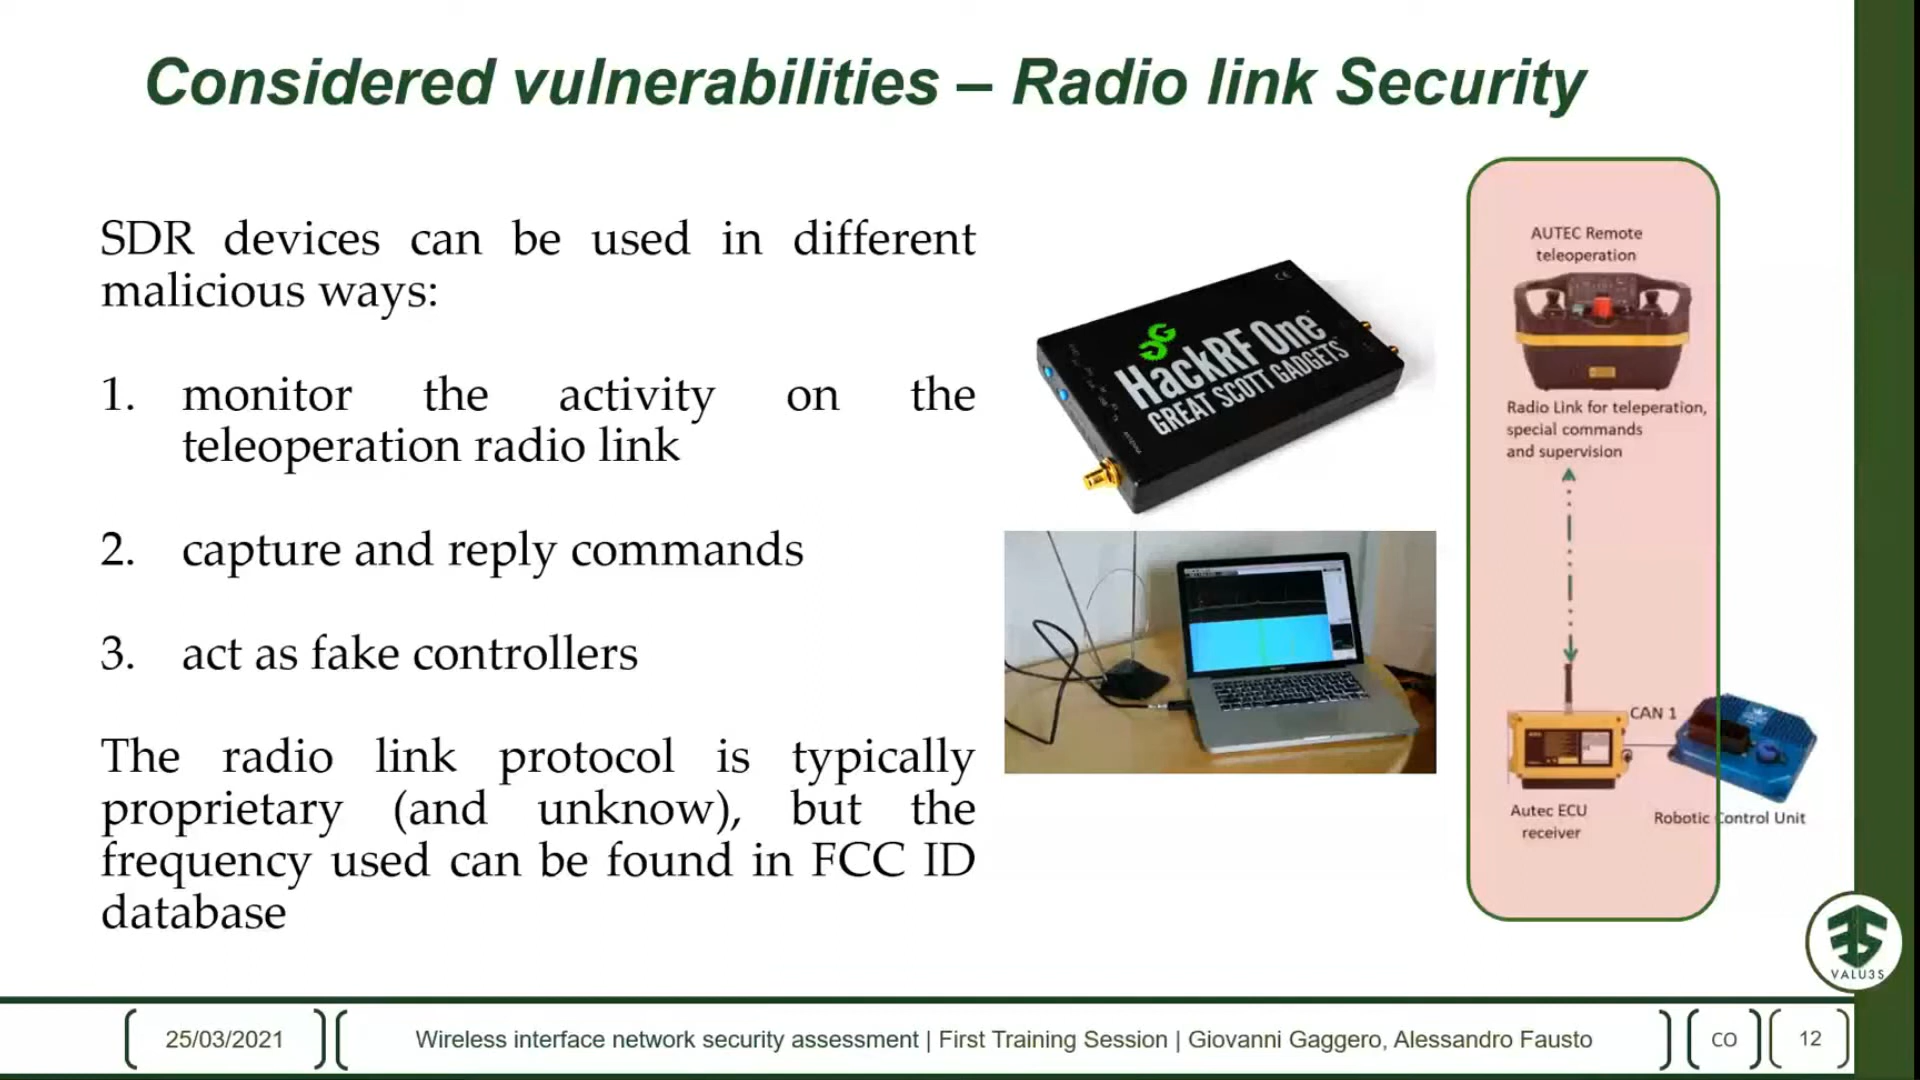 Considered vulnerabilities – Radio link Security
SDR devices can be used in different
malicious ways:
1. monitor the activity on the
teleoperation radio link
2. capture and reply commands
3. act as fake controllers
The radio link protocol is typically
proprietary (and unknow), but the
frequency used can be found in FCC ID
database
HackRF One
GREAT SCOTT GADGETS
AUTEC Remote
teleoperation
Radio Link for teleperation,
special commands
and supervision
CAN 1
Autec ECU
receiver
Robotic Control Unit
VALU3S
25/03/2021
Wireless interface network security assessment | First Training Session | Giovanni Gaggero, Alessandro Fausto
CO
12